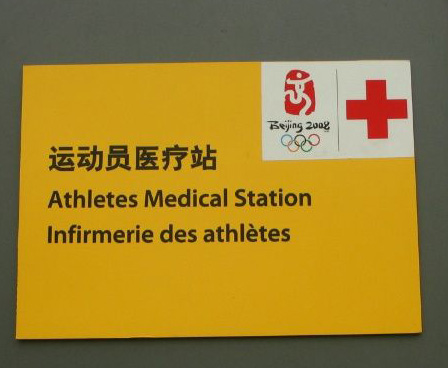 Beijing 2008
运动员医疗站
Athletes Medical Station
Infirmerie des athlètes